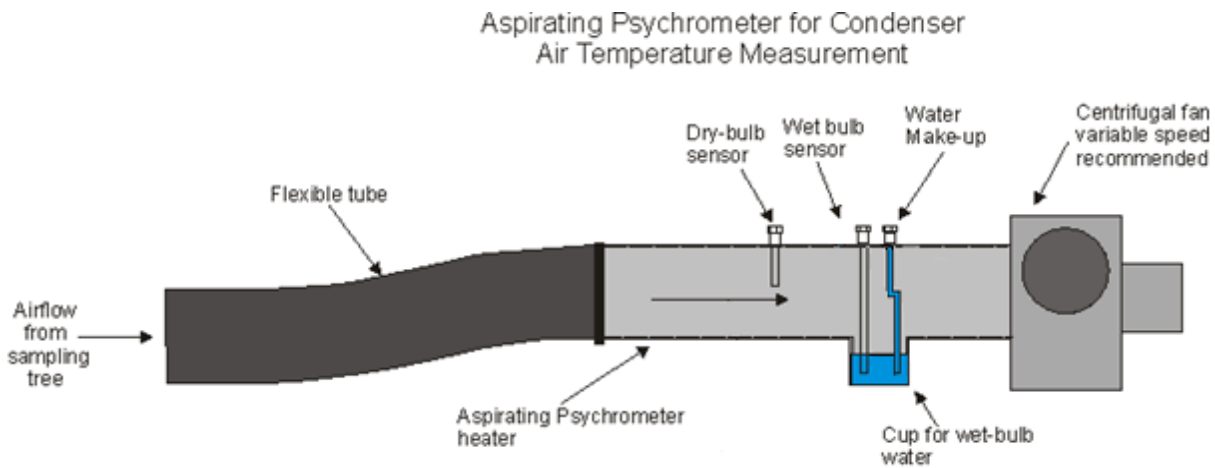 Aspirating Psychrometer for Condenser
Air Temperature Measurement
Dry-bulb
sensor
Wet bulb
sensor
Water
Make-up
Centrifugal fan
variable speed
recommended
Flexible tube
Airflow
from
sampling
tree
Aspirating Psychrometer
heater
Cup for wet-bulb
water